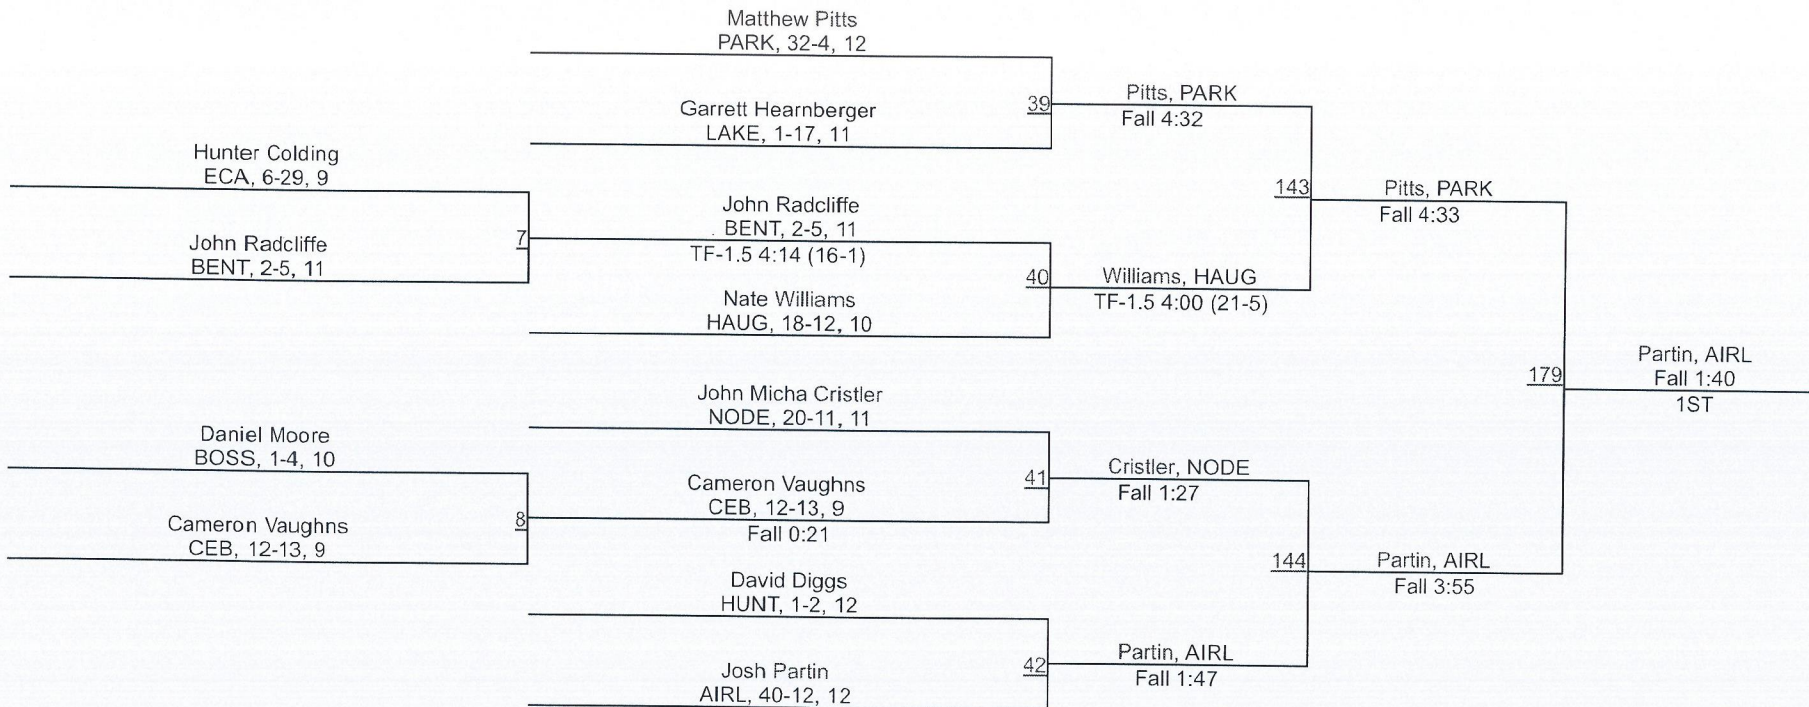 Matthew Pitts
PARK, 32-4, 12
Garrett Hearnberger
LAKE, 1-17, 11
39
Pitts, PARK
Fall 4:32
Hunter Colding
ECA, 6-29, 9
John Radcliffe
BENT, 2-5, 11
7
John Radcliffe
BENT, 2-5, 11
TF-1.5 4:14 (16-1)
Nate Williams
HAUG, 18-12, 10
40
Williams, HAUG
TF-1.5 4:00 (21-5)
143
Pitts, PARK
Fall 4:33
John Micha Cristler
NODE, 20-11, 11
Daniel Moore
BOSS, 1-4, 10
Cameron Vaughns
CEB, 12-13, 9
8
Cameron Vaughns
CEB, 12-13, 9
Fall 0:21
41
Cristler, NODE
Fall 1:27
David Diggs
HUNT, 1-2, 12
Josh Partin
AIRL, 40-12, 12
42
Partin, AIRL
Fall 1:47
144
Partin, AIRL
Fall 3:55
179
Partin, AIRL
Fall 1:40
1ST